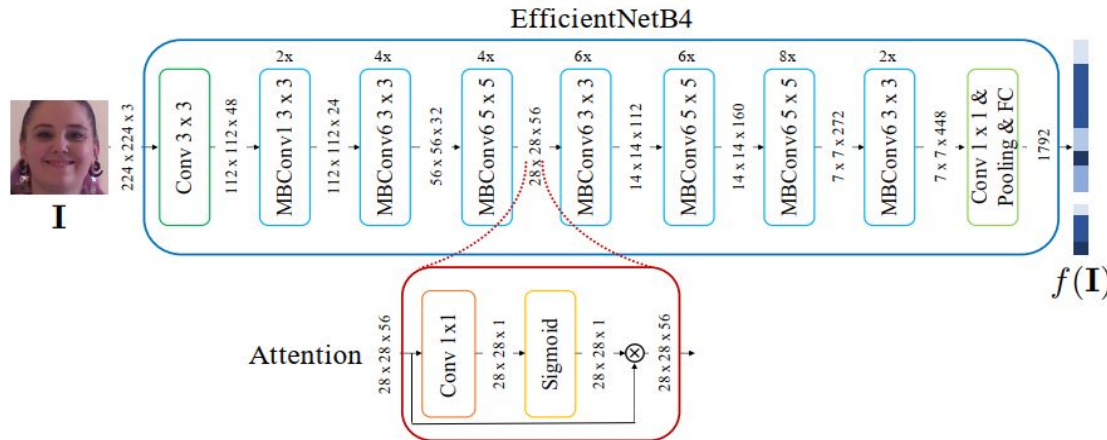 EfficientNetB4
2x
4x
4x
6x
6x
8x
2x
I
224 x 224 x 3
Conv 3 x 3
112 x 112 x 48
MBConv1 3 x 3
112 x 112 x 24
MBConv6 3 x 3
56 x 56 x 32
MBConv6 5 x 5
28 x 28 x 56
MBConv6 3 x 3
14 x 14 x 112
MBConv6 5 x 5
14 x 14 x 160
MBConv6 5 x 5
7 x 7 x 272
MBConv6 3 x 3
7 x 7 x 448
Conv 1 x 1 &
Pooling & FC
1792
f(I)
Attention
28 x 28 x 56
Conv 1x1
28 x 28 x 1
Sigmoid
28 x 28 x 1
28 x 28 x 56